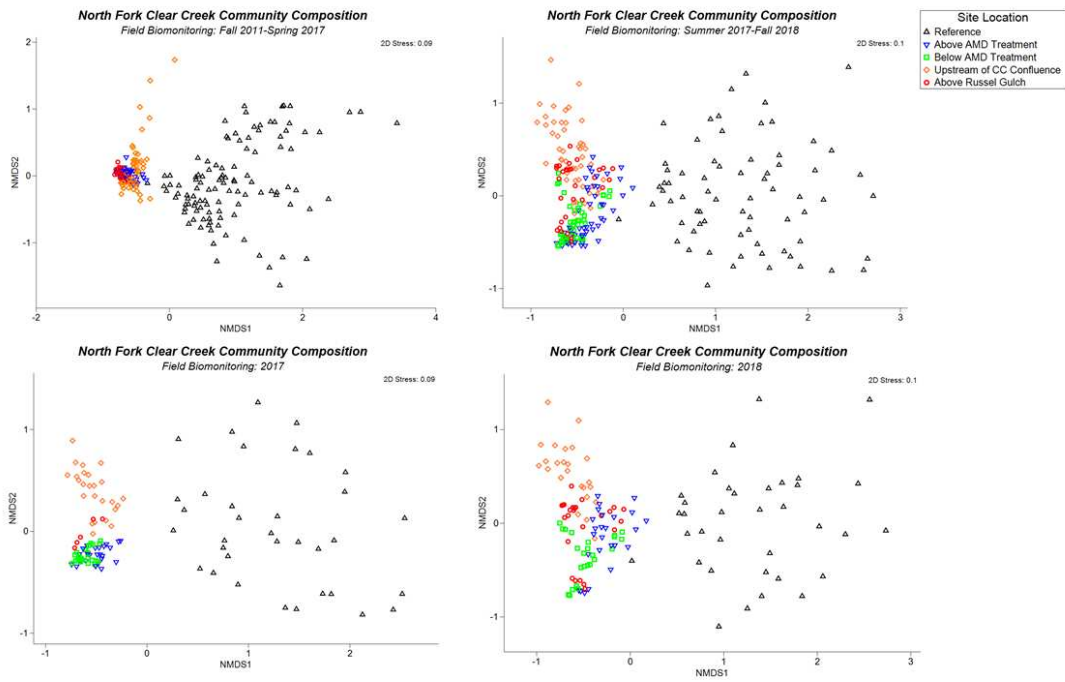 North Fork Clear Creek Community Composition
Field Biomonitoring: Fall 2011-Spring 2017
2D Stress: 0.09
2
1
0
-1
NMDS2
-2
0
2
4
NMDS1
North Fork Clear Creek Community Composition
Field Biomonitoring: Summer 2017-Fall 2018
2D Stress: 0.1
1
0
-1
NMDS2
-1
0
1
2
3
NMDS1
Site Location
Reference
Above AMD Treatment
Below AMD Treatment
Upstream of CC Confluence
Above Russel Gulch
North Fork Clear Creek Community Composition
Field Biomonitoring: 2017
2D Stress: 0.09
1
0
-1
NMDS2
-1
0
1
2
NMDS1
North Fork Clear Creek Community Composition
Field Biomonitoring: 2018
2D Stress: 0.1
1
0
-1
NMDS2
-1
0
1
2
3
NMDS1